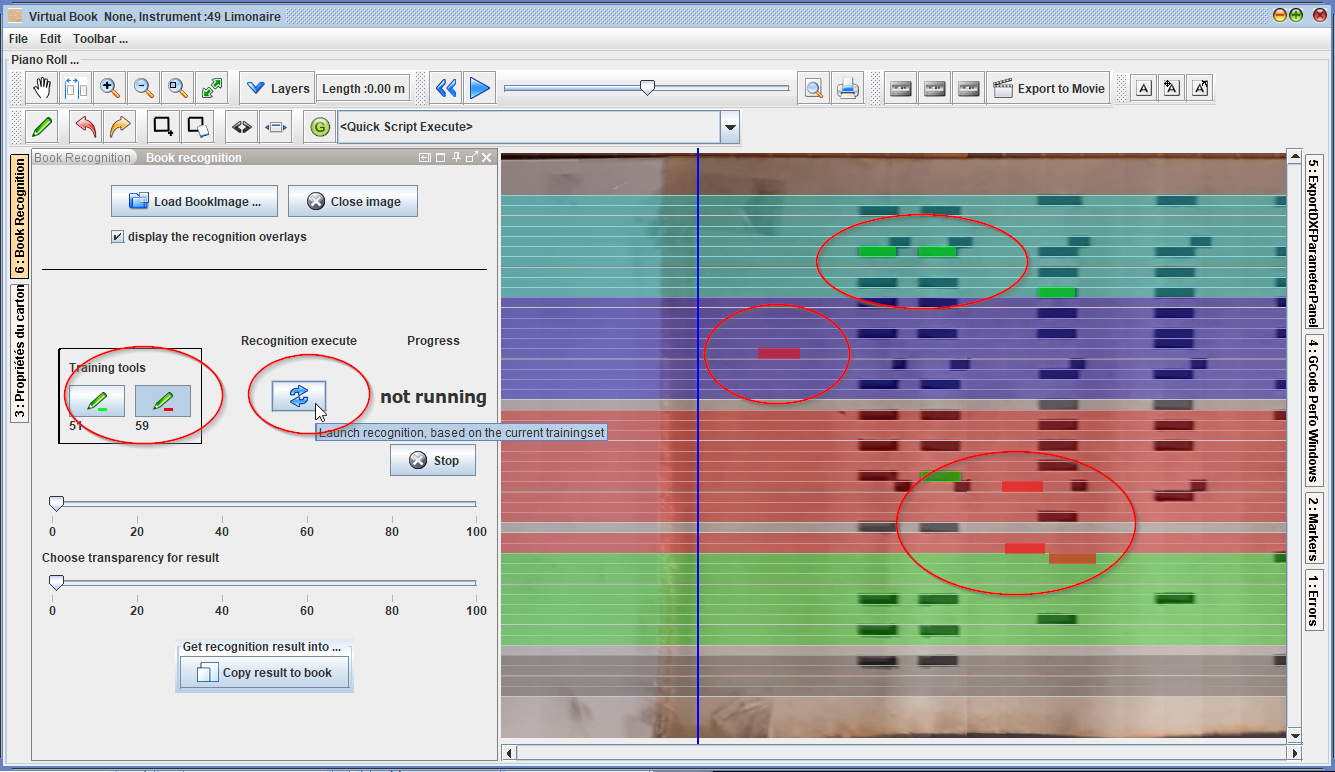 Virtual Book None, Instrument :49 Limonaire
File Edit Toolbar ...
Piano Roll ...
Layers Length :0.00 m Export to Movie A A A
G <Quick Script Execute>
Book Recognition Book recognition
6 : Book Recognition
3 : Propriétés du carton
Load BookImage ... Close image
display the recognition overlays
Recognition execute Progress
Training tools
not running
51 59
Launch recognition, based on the current trainingset
Stop
0 20 40 60 80 100
Choose transparency for result
0 20 40 60 80 100
Get recognition result into ...
Copy result to book
5 : ExportDXFParameterPanel
4 : GCode Perfo Windows
2 : Markers
1 : Errors